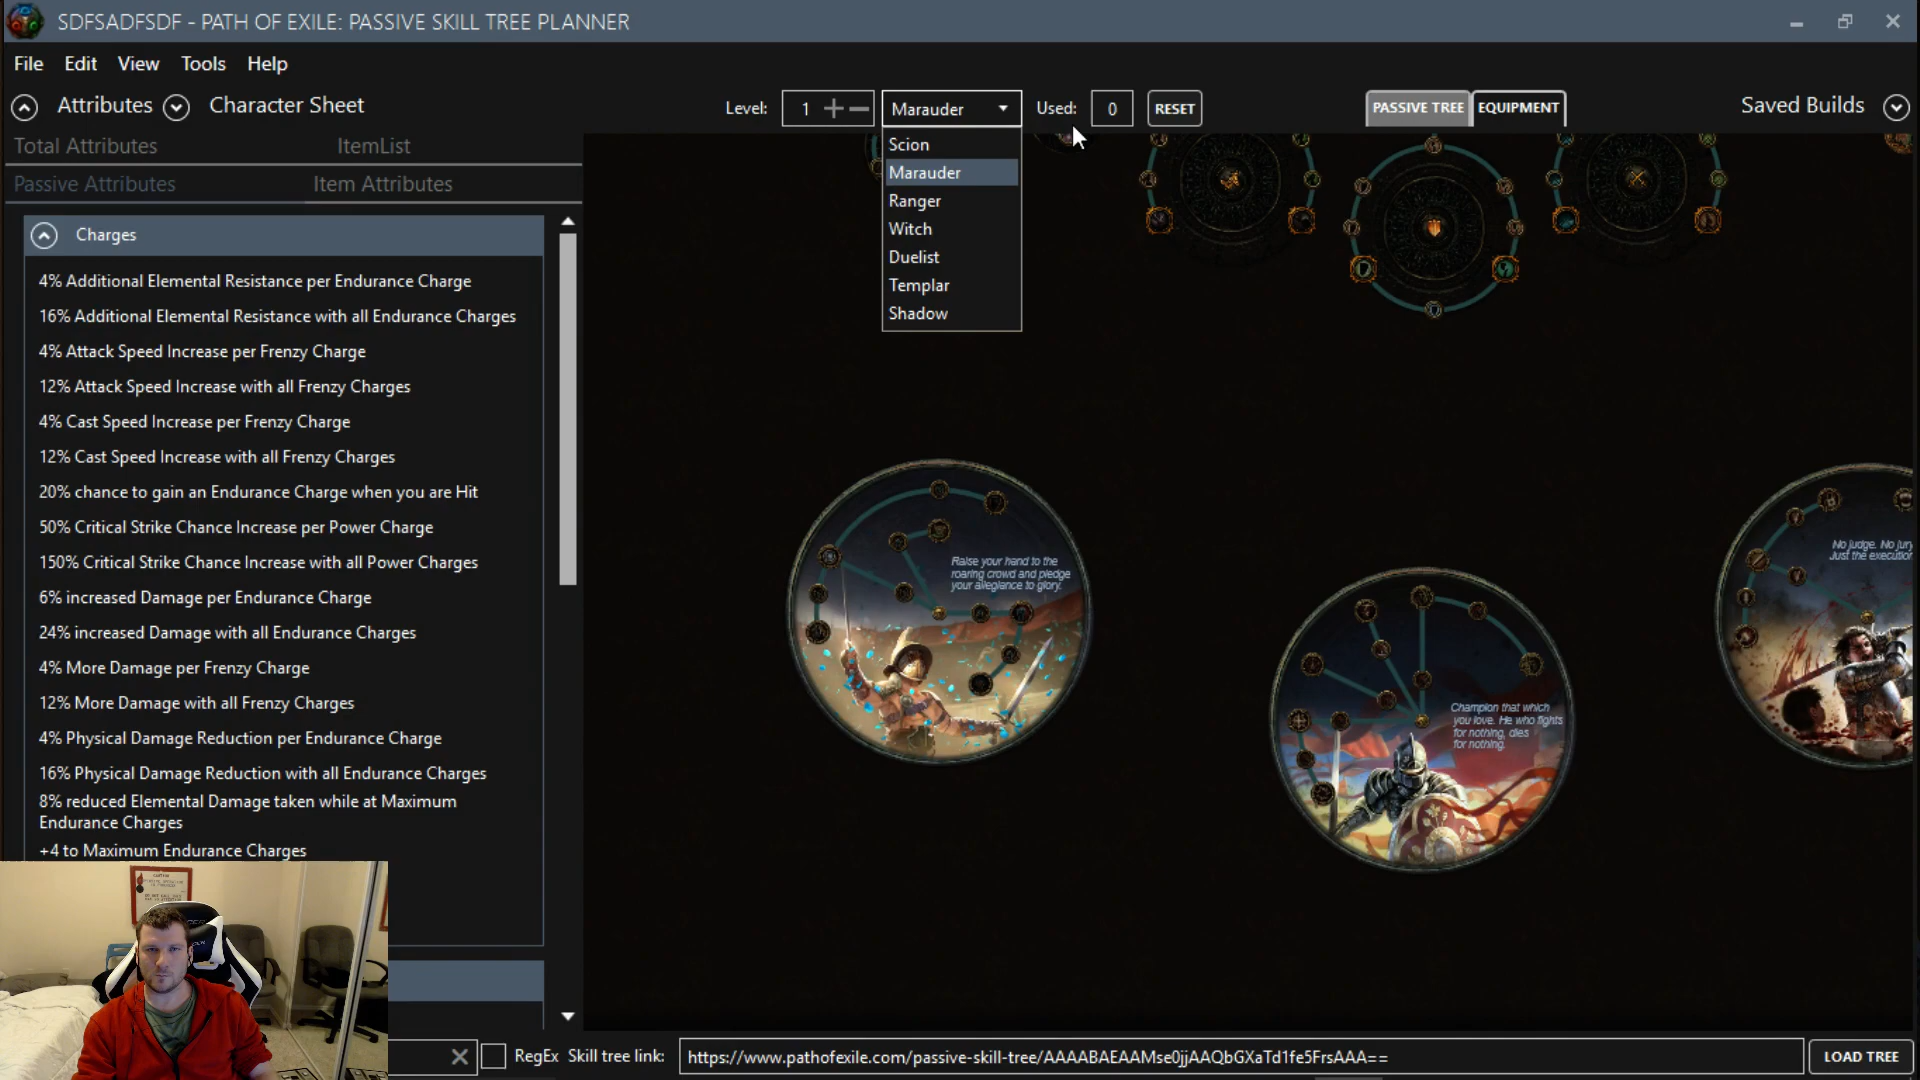 SDFSADFSDF - PATH OF EXILE: PASSIVE SKILL TREE PLANNER
File Edit View Tools Help
Attributes Character Sheet
Level: 1 Marauder Used: 0 RESET
PASSIVE TREE EQUIPMENT
Saved Builds
Total Attributes ItemList
Passive Attributes Item Attributes
Scion
Marauder
Ranger
Witch
Duelist
Templar
Shadow
Charges
4% Additional Elemental Resistance per Endurance Charge
16% Additional Elemental Resistance with all Endurance Charges
4% Attack Speed Increase per Frenzy Charge
12% Attack Speed Increase with all Frenzy Charges
4% Cast Speed Increase per Frenzy Charge
12% Cast Speed Increase with all Frenzy Charges
20% chance to gain an Endurance Charge when you are Hit
50% Critical Strike Chance Increase per Power Charge
150% Critical Strike Chance Increase with all Power Charges
6% increased Damage per Endurance Charge
24% increased Damage with all Endurance Charges
4% More Damage per Frenzy Charge
12% More Damage with all Frenzy Charges
4% Physical Damage Reduction per Endurance Charge
16% Physical Damage Reduction with all Endurance Charges
8% reduced Elemental Damage taken while at Maximum
Endurance Charges
+4 to Maximum Endurance Charges
Raise your hand to the
roaring crowd and pledge
your allegiance to glory.
Champion that which
you love. He who fights
for nothing, dies
for nothing.
No judge. No jury
Just the execution
RegEx Skill tree link: https://www.pathofexile.com/passive-skill-tree/AAAABAEAAMse0jjAAQbGXaTd1fe5FrsAAA==
LOAD TREE